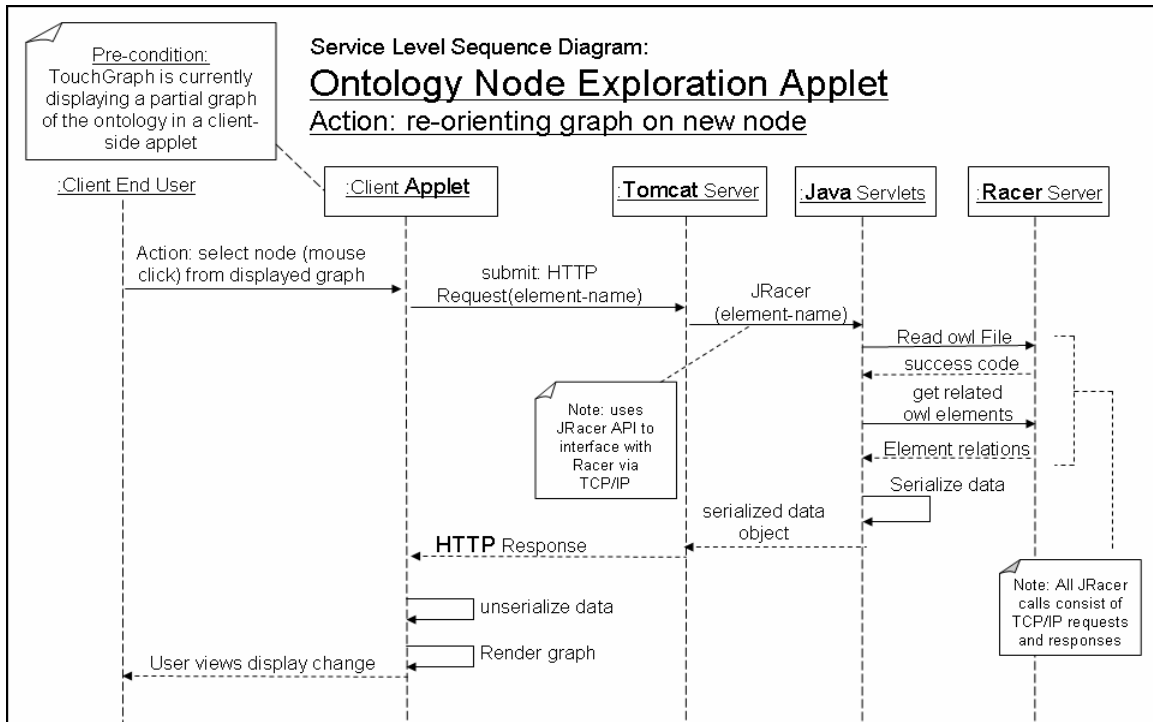 Pre-condition:
TouchGraph is currently
displaying a partial graph
of the ontology in a client-
side applet
Service Level Sequence Diagram:
Ontology Node Exploration Applet
Action: re-orienting graph on new node
:Client End User
:Client Applet
:Tomcat Server
:Java Servlets
:Racer Server
Action: select node (mouse
click) from displayed graph
submit: HTTP
Request(element-name)
JRacer
(element-name)
Read owl File
success code
get related
owl elements
Element relations
Note: uses
JRacer API to
interface with
Racer via
TCP/IP
Serialize data
serialized data
object
HTTP Response
Note: All JRacer
calls consist of
TCP/IP requests
and responses
unserialize data
Render graph
User views display change